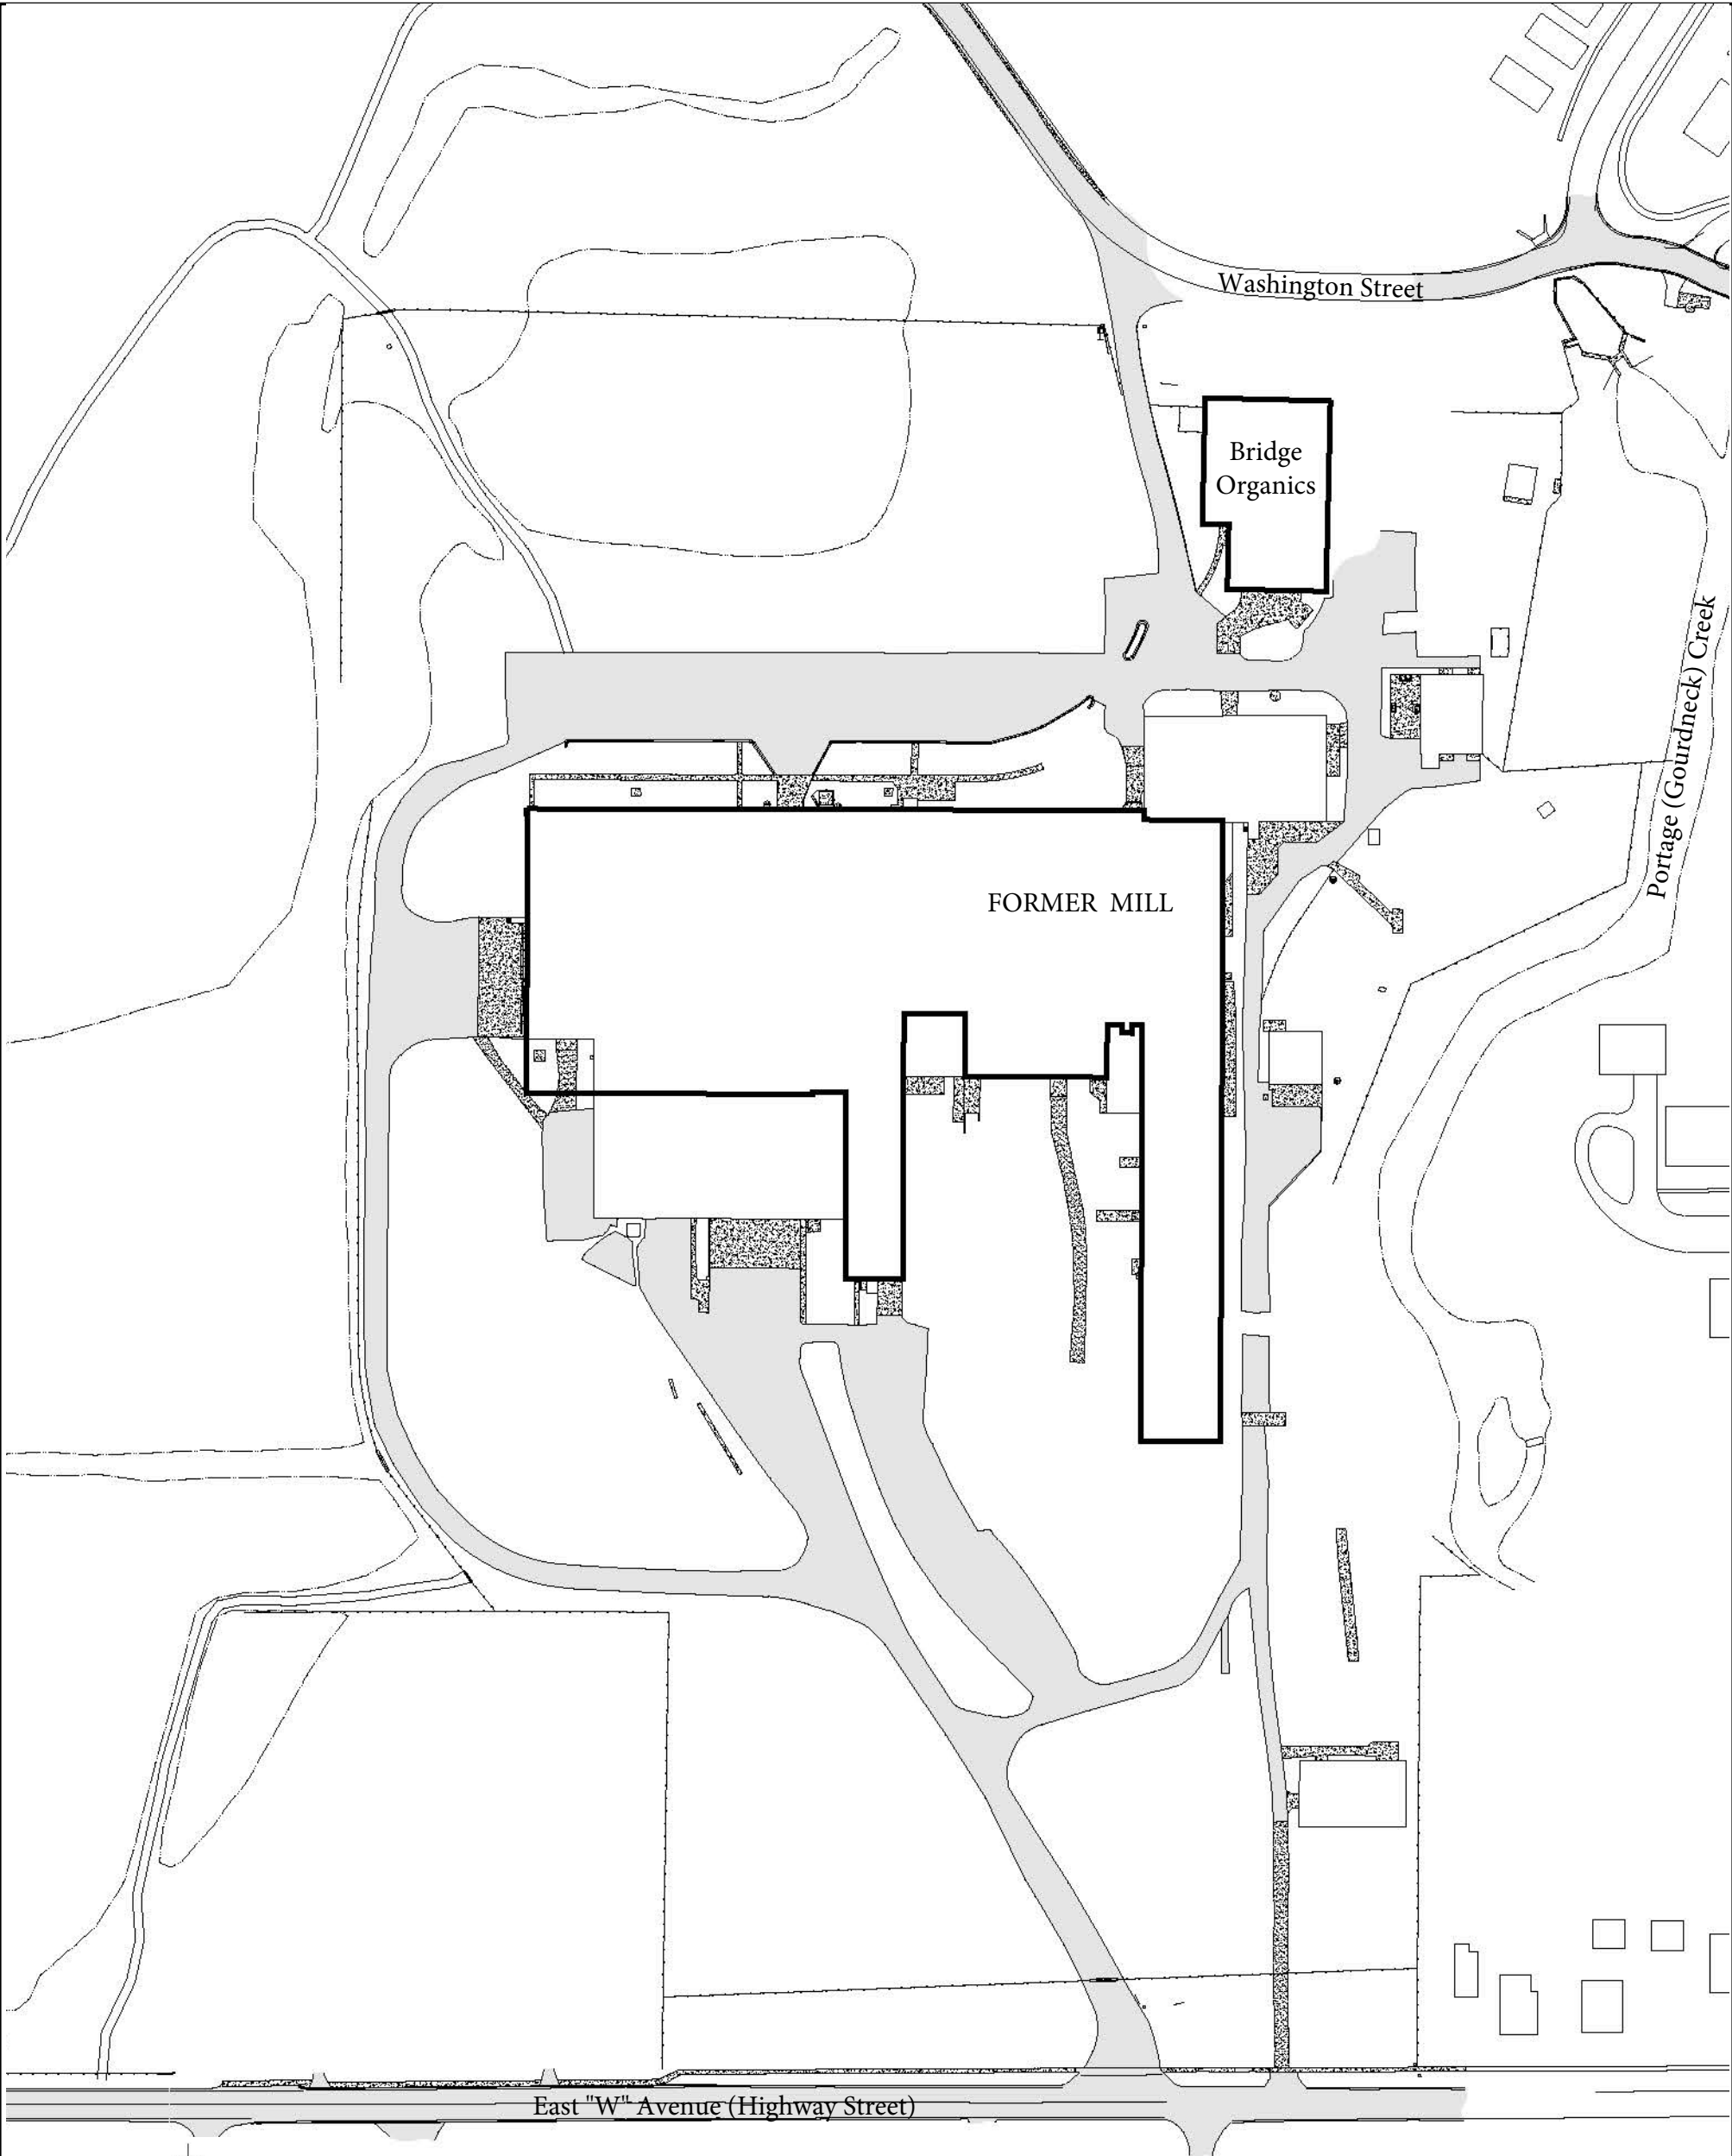 Washington Street
Bridge
Organics
Portage (Gourdneck) Creek
FORMER MILL
East "W" Avenue (Highway Street)